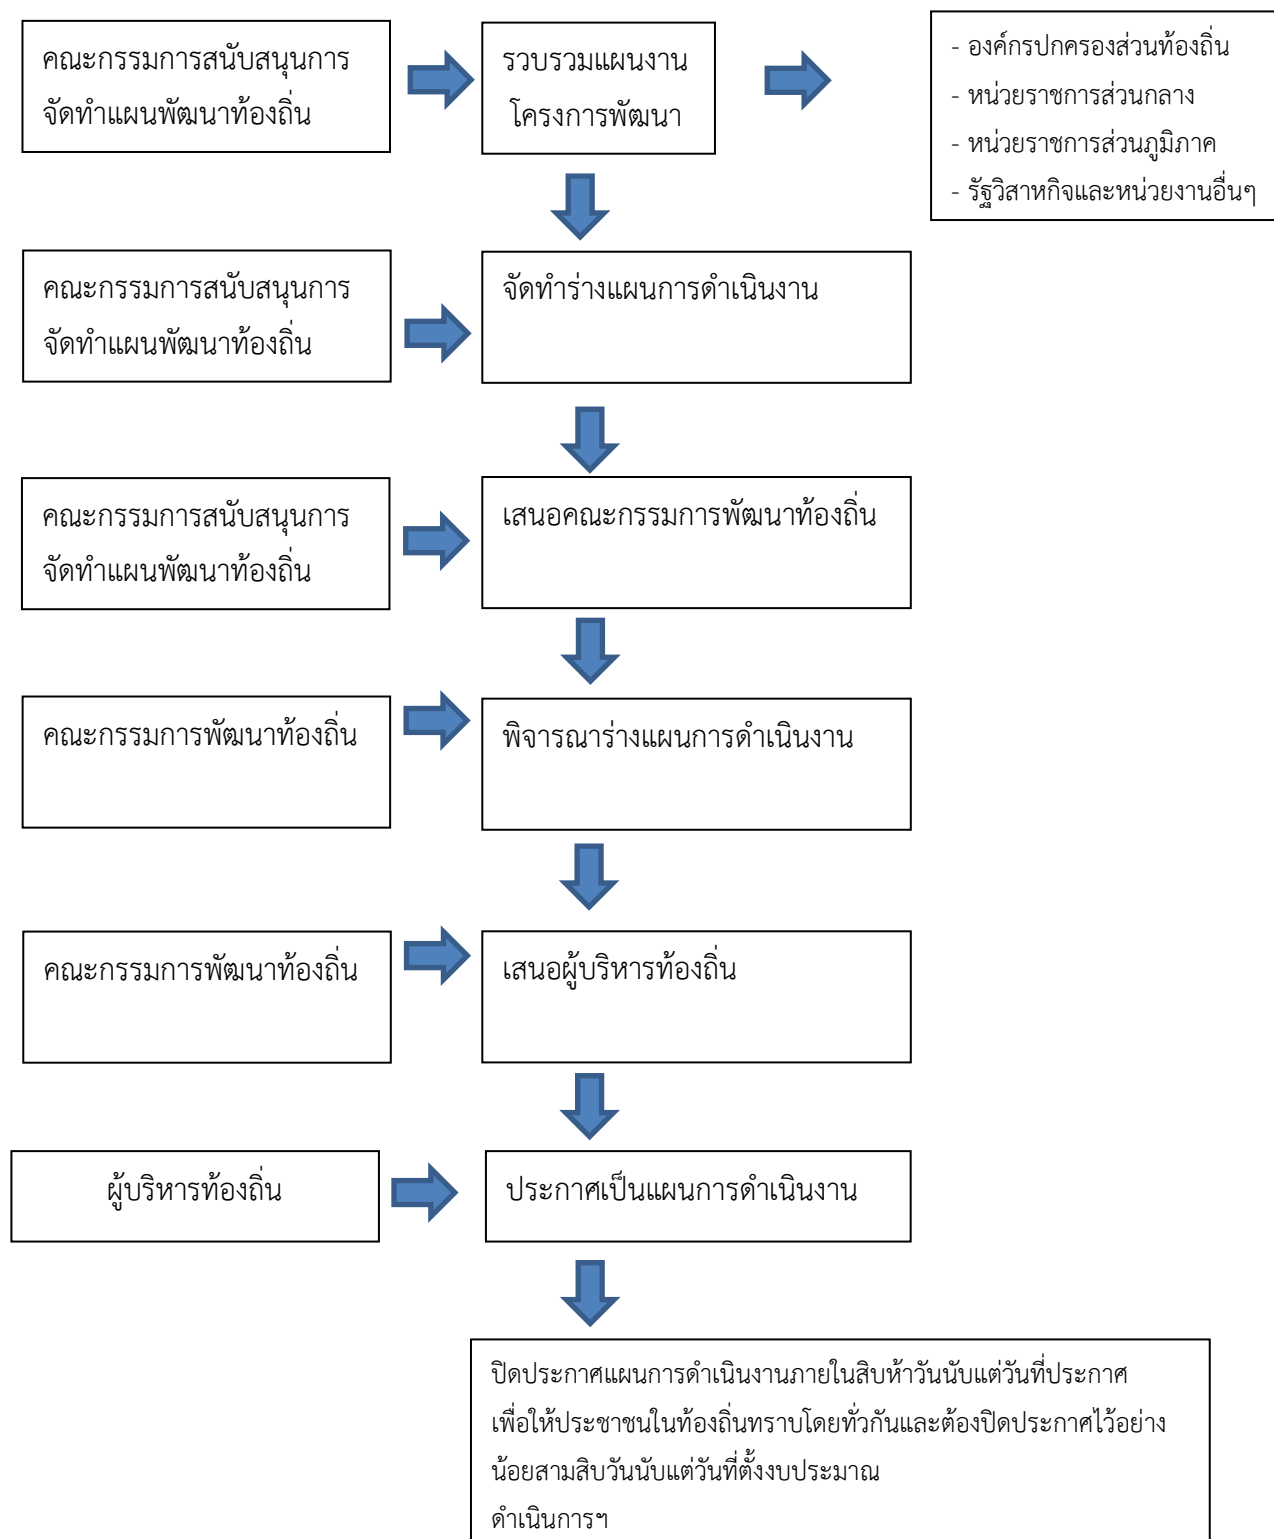 คณะกรรมการสนับสนุนการ
จัดทำแผนพัฒนาท้องถิ่น
รวบรวมแผนงาน
โครงการพัฒนา
- องค์กรปกครองส่วนท้องถิ่น
- หน่วยราชการส่วนกลาง
- หน่วยราชการส่วนภูมิภาค
- รัฐวิสาหกิจและหน่วยงานอื่นๆ
คณะกรรมการสนับสนุนการ
จัดทำแผนพัฒนาท้องถิ่น
จัดทำร่างแผนการดำเนินงาน
คณะกรรมการสนับสนุนการ
จัดทำแผนพัฒนาท้องถิ่น
เสนอคณะกรรมการพัฒนาท้องถิ่น
คณะกรรมการพัฒนาท้องถิ่น
พิจารณาร่างแผนการดำเนินงาน
คณะกรรมการพัฒนาท้องถิ่น
เสนอผู้บริหารท้องถิ่น
ผู้บริหารท้องถิ่น
ประกาศเป็นแผนการดำเนินงาน
ปิดประกาศแผนการดำเนินงานภายในสิบห้าวันนับแต่วันที่ประกาศ
เพื่อให้ประชาชนในท้องถิ่นทราบโดยทั่วกันและต้องปิดประกาศไว้อย่าง
น้อยสามสิบวันนับแต่วันที่ตั้งงบประมาณ
ดำเนินการฯ